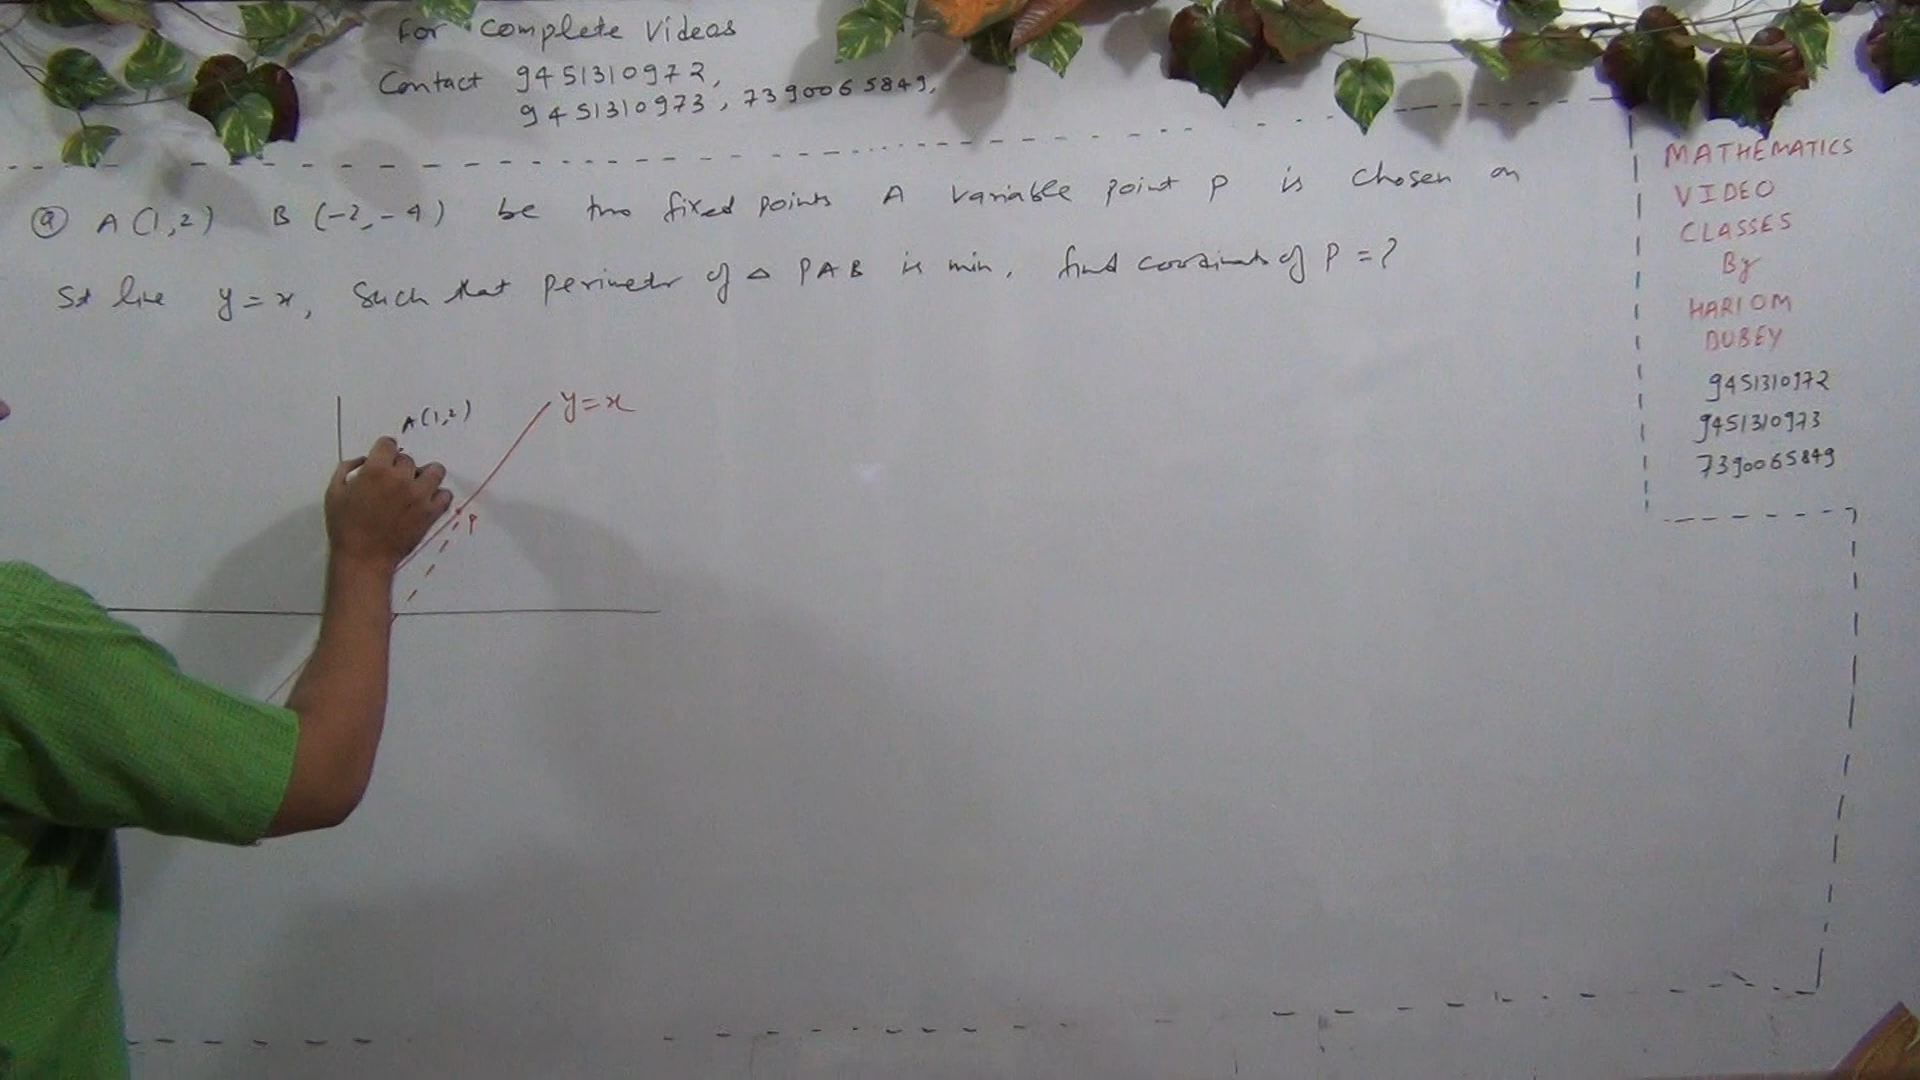 For Complete Videos
Contact 9451310972,
9451310973, 7390065849,
Q A(1,2) B(-2,-4) be two fixed points A variable point P is chosen on
St line y=x, Such that perimeter of △ PAB is min, find coordinate of P=?
MATHEMATICS
VIDEO
CLASSES
By
HARIOM
DUBEY
9451310972
9451310973
7390065849
A(1,2)
y=x
P